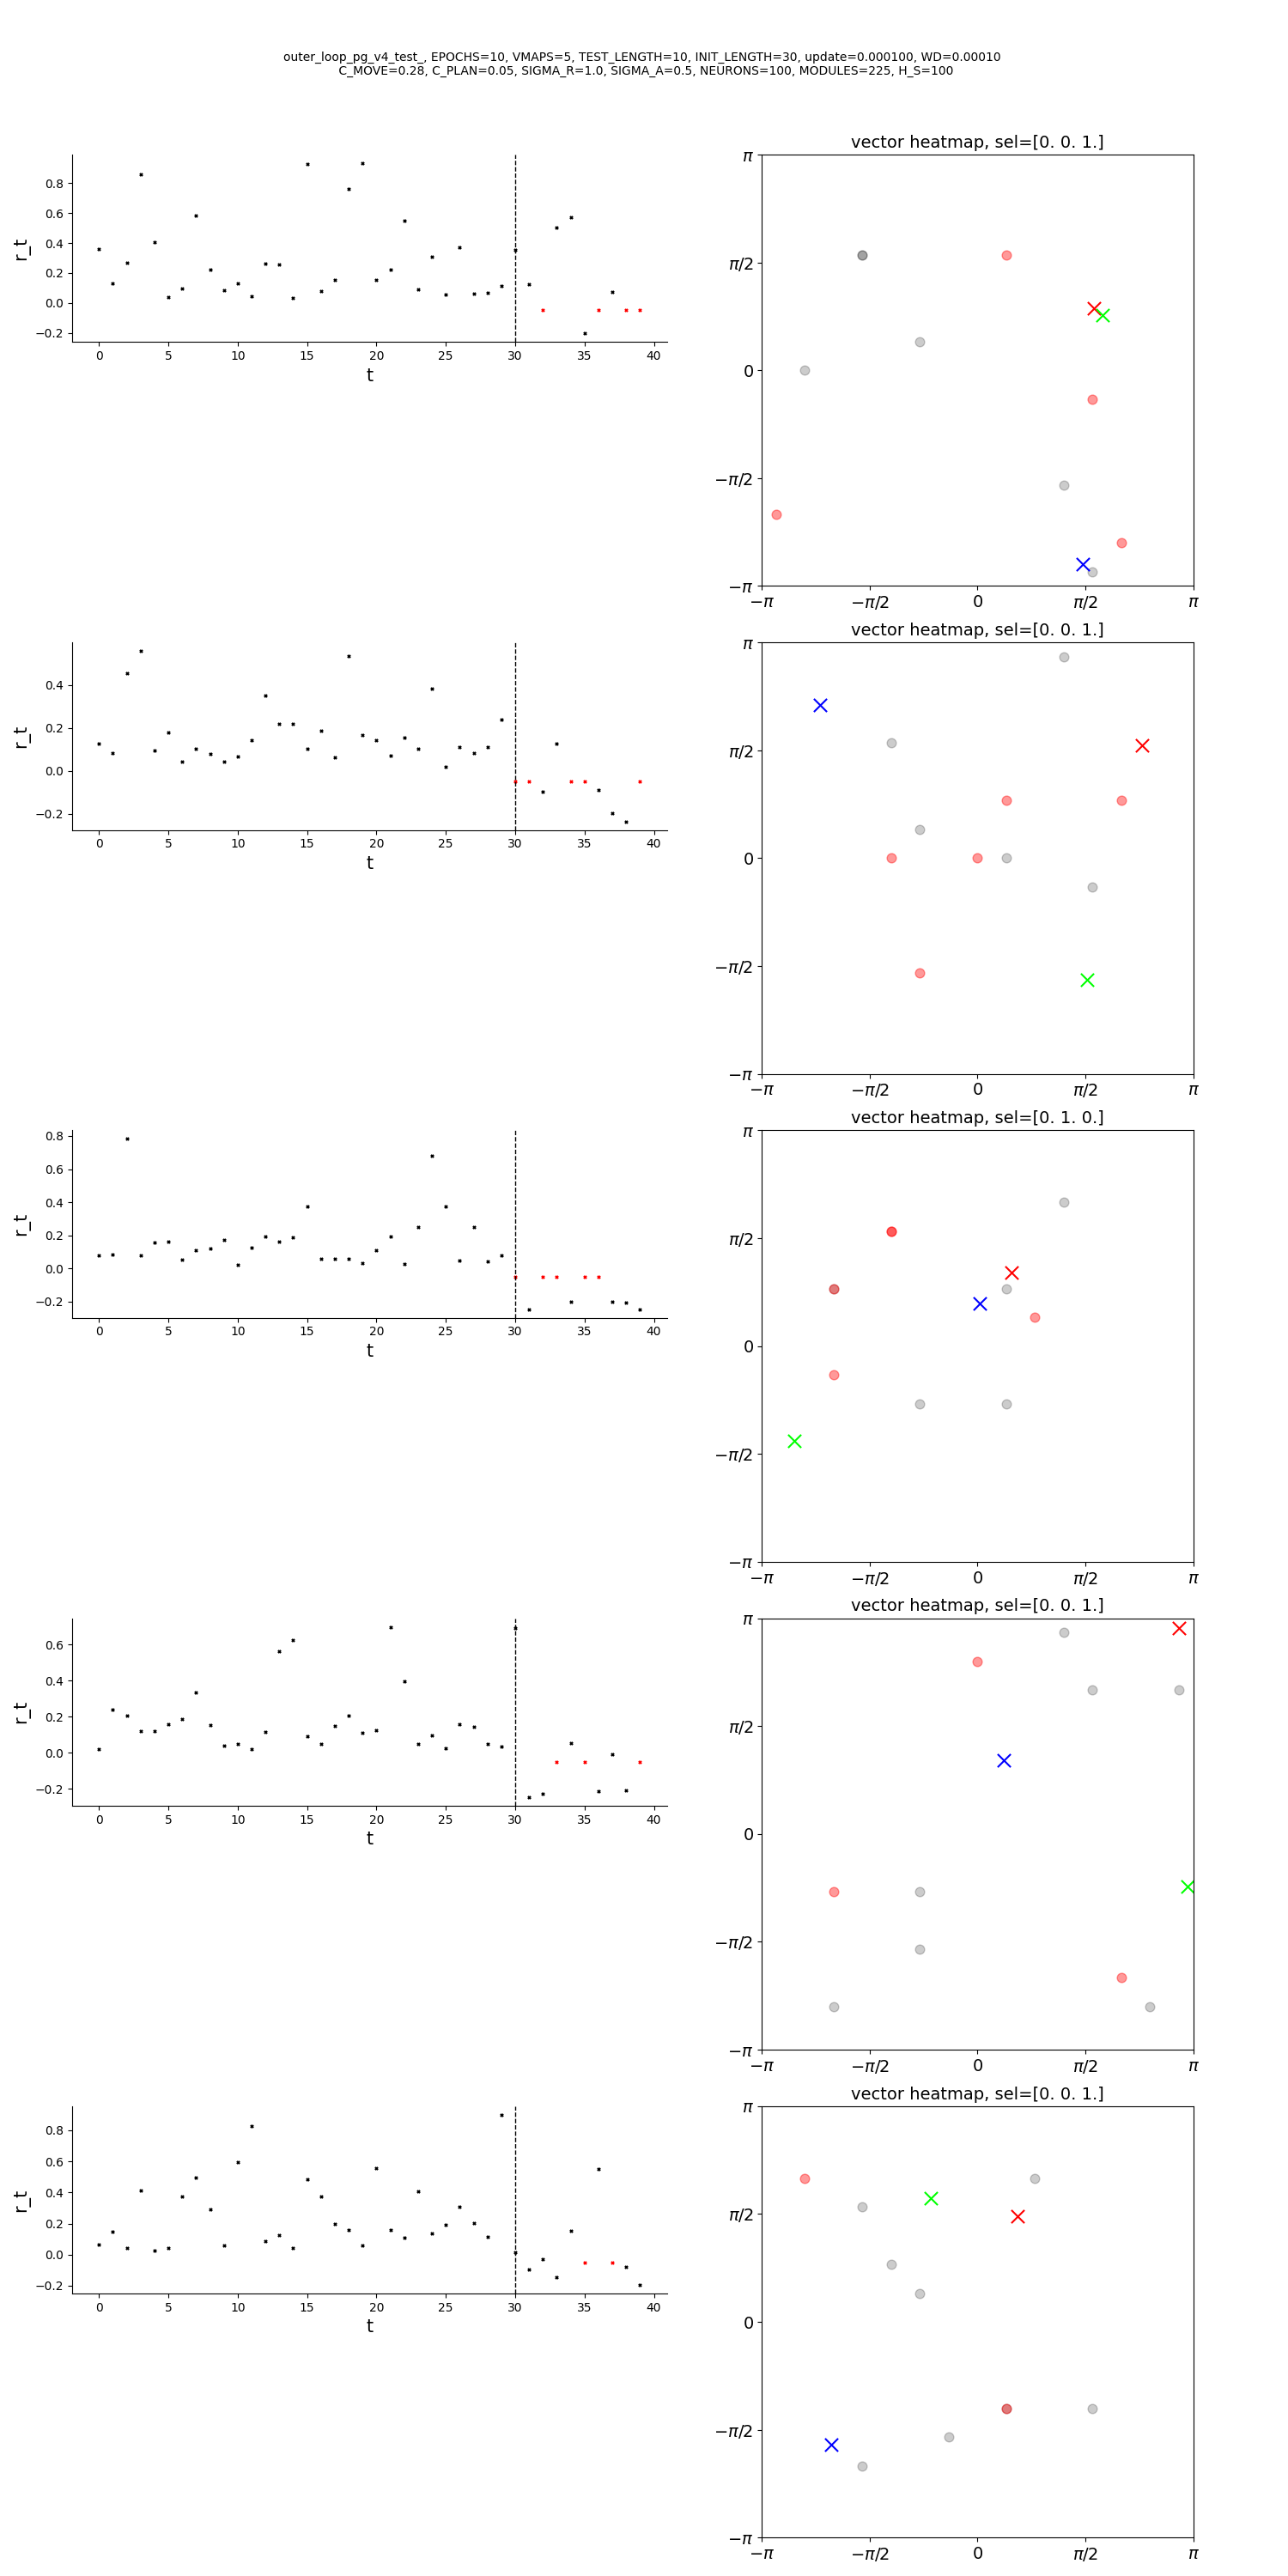 outer_loop_pg_v4_test_, EPOCHS=10, VMAPS=5, TEST_LENGTH=10, INIT_LENGTH=30, update=0.000100, WD=0.00010
C_MOVE=0.28, C_PLAN=0.05, SIGMA_R=1.0, SIGMA_A=0.5, NEURONS=100, MODULES=225, H_S=100
r_t
0.8
0.6
0.4
0.2
0.0
−0.2
0 5 10 15 20 25 30 35 40
t
vector heatmap, sel=[0. 0. 1.]
π
π/2
0
−π/2
−π
−π −π/2 0 π/2 π
r_t
0.4
0.2
0.0
−0.2
0 5 10 15 20 25 30 35 40
t
vector heatmap, sel=[0. 0. 1.]
π
π/2
0
−π/2
−π
−π −π/2 0 π/2 π
r_t
0.8
0.6
0.4
0.2
0.0
−0.2
0 5 10 15 20 25 30 35 40
t
vector heatmap, sel=[0. 1. 0.]
π
π/2
0
−π/2
−π
−π −π/2 0 π/2 π
r_t
0.6
0.4
0.2
0.0
−0.2
0 5 10 15 20 25 30 35 40
t
vector heatmap, sel=[0. 0. 1.]
π
π/2
0
−π/2
−π
−π −π/2 0 π/2 π
r_t
0.8
0.6
0.4
0.2
0.0
−0.2
0 5 10 15 20 25 30 35 40
t
vector heatmap, sel=[0. 0. 1.]
π
π/2
0
−π/2
−π
−π −π/2 0 π/2 π